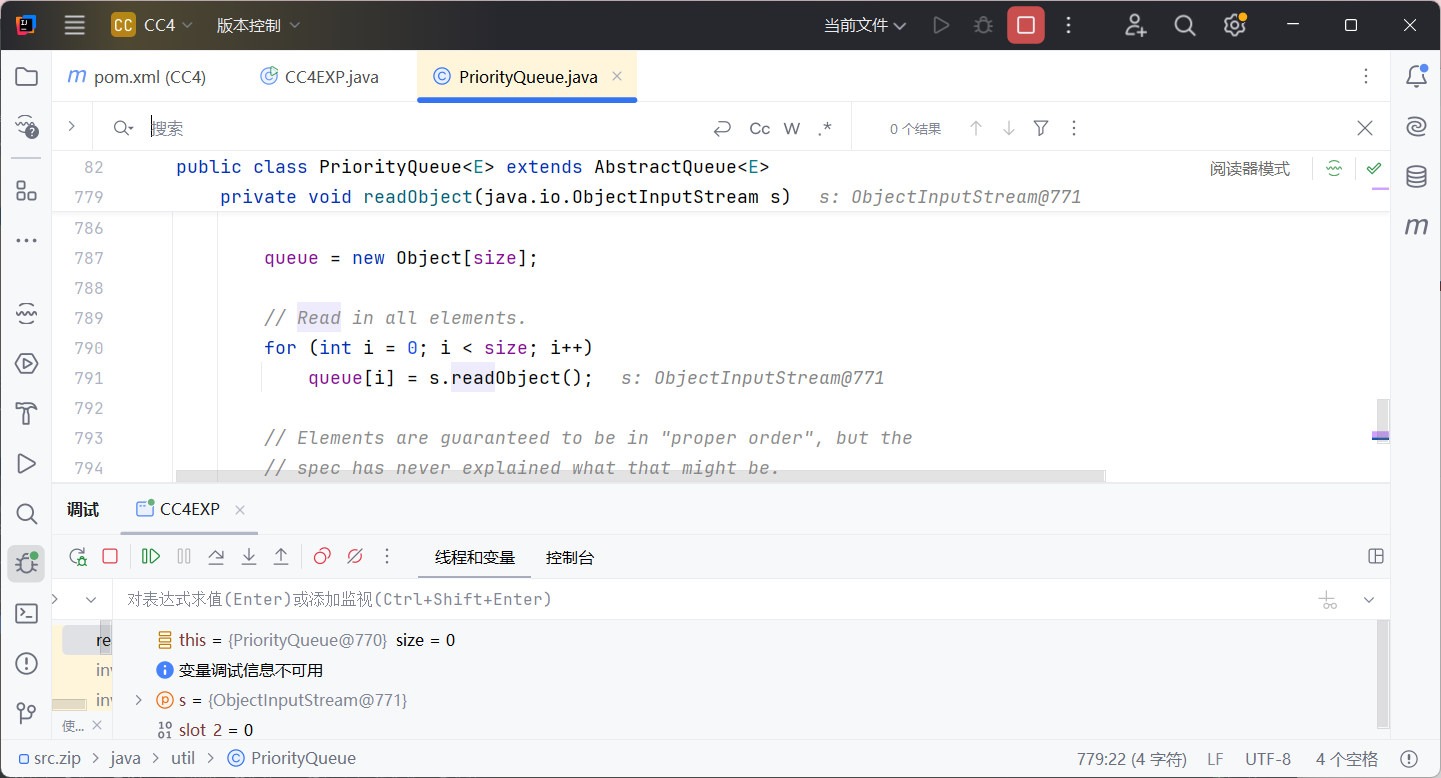 CC CC4 版本控制 当前文件
m pom.xml (CC4) CC4EXP.java PriorityQueue.java
搜索 Cc W .* 0 个结果
82 public class PriorityQueue<E> extends AbstractQueue<E> 阅读器模式
779 private void readObject(java.io.ObjectInputStream s) s: ObjectInputStream@771
786
787 queue = new Object[size];
788
789 // Read in all elements.
790 for (int i = 0; i < size; i++)
791 queue[i] = s.readObject(); s: ObjectInputStream@771
792
793 // Elements are guaranteed to be in "proper order", but the
794 // spec has never explained what that might be.
调试 CC4EXP
线程和变量 控制台
对表达式求值(Enter)或添加监视(Ctrl+Shift+Enter)
re this = {PriorityQueue@770} size = 0
inv 变量调试信息不可用
inv s = {ObjectInputStream@771}
使... slot_2 = 0
src.zip > java > util > PriorityQueue 779:22 (4 字符) LF UTF-8 4 个空格